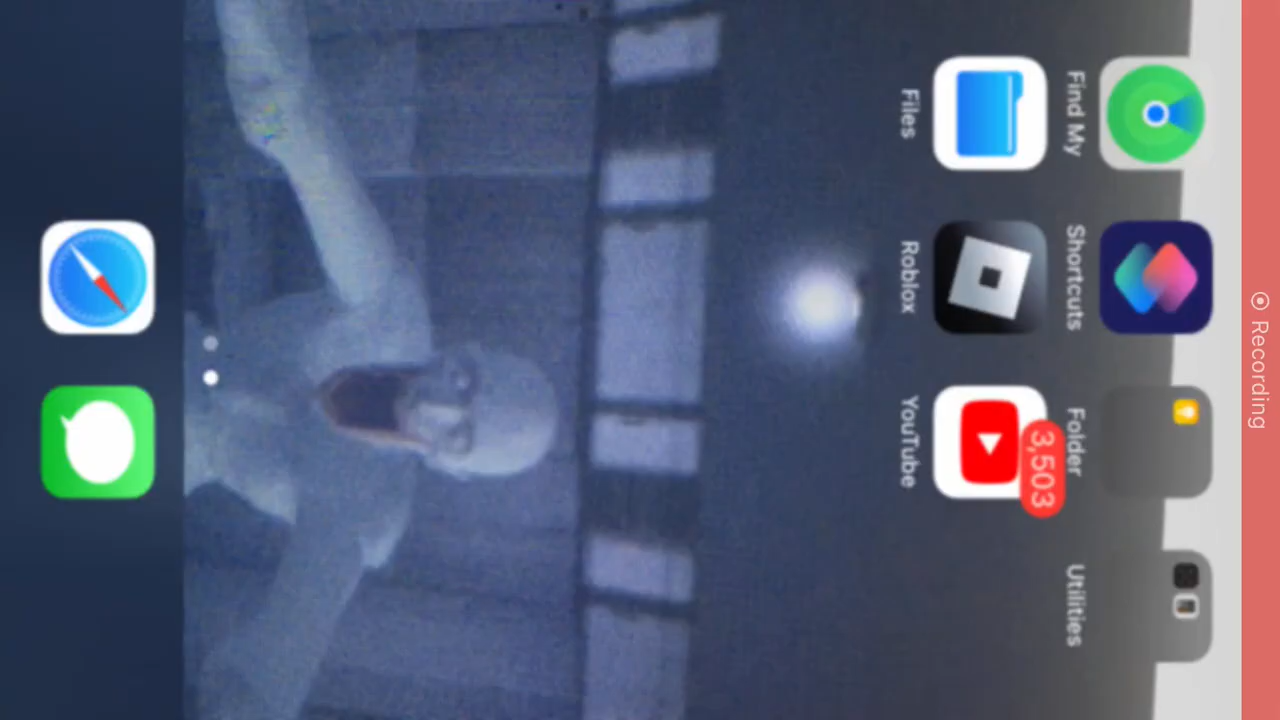 Recording
Find My
Shortcuts
Folder
Utilities
Files
Roblox
YouTube
3,503